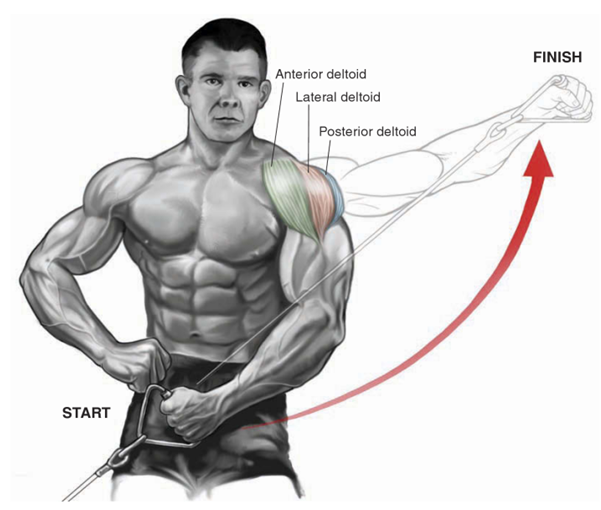 FINISH
Anterior deltoid
Lateral deltoid
Posterior deltoid
START